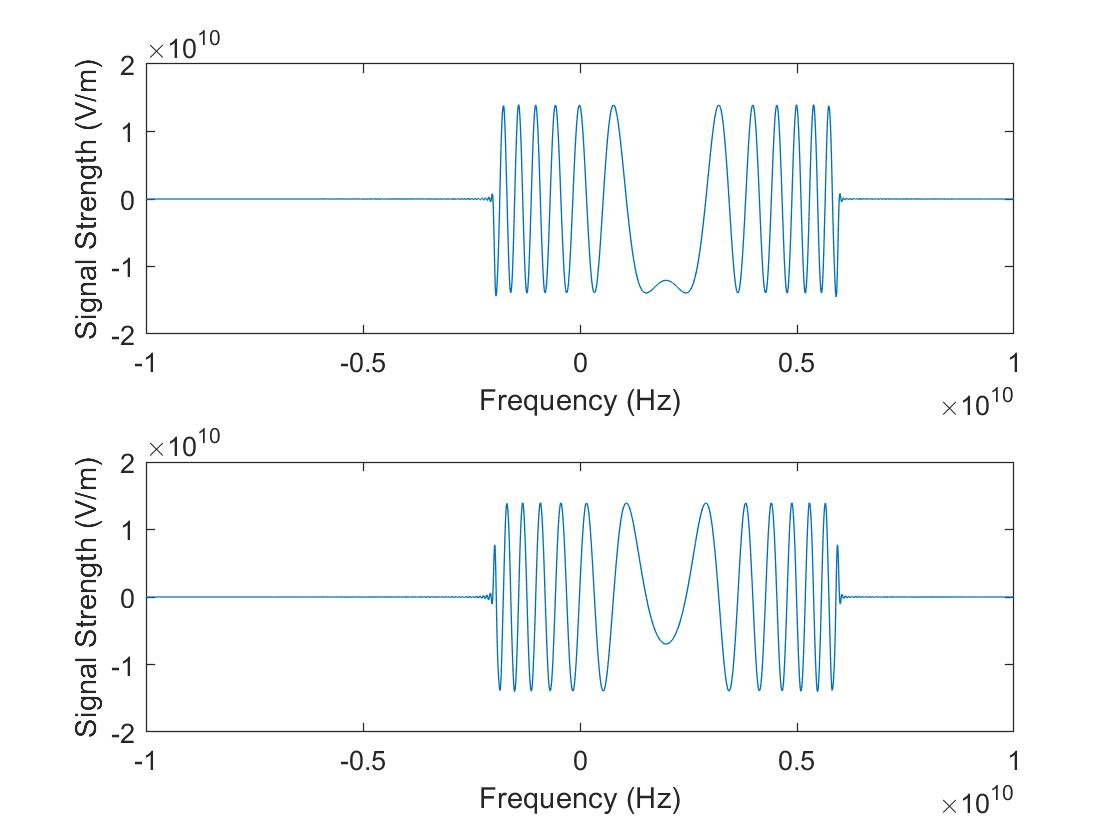 ×10^10
2
1
0
-1
-2
Signal Strength (V/m)
-1 -0.5 0 0.5 1
Frequency (Hz)
×10^10
×10^10
2
1
0
-1
-2
Signal Strength (V/m)
-1 -0.5 0 0.5 1
Frequency (Hz)
×10^10